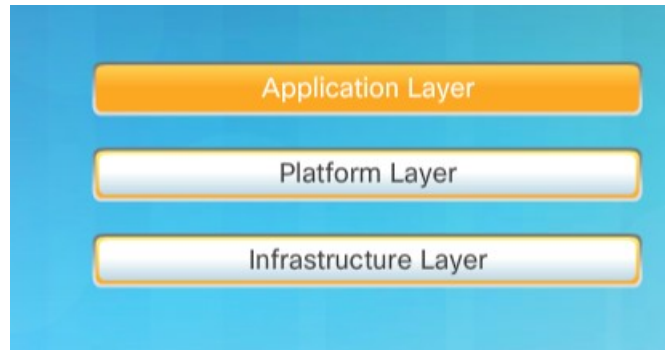 Application Layer
Platform Layer
Infrastructure Layer